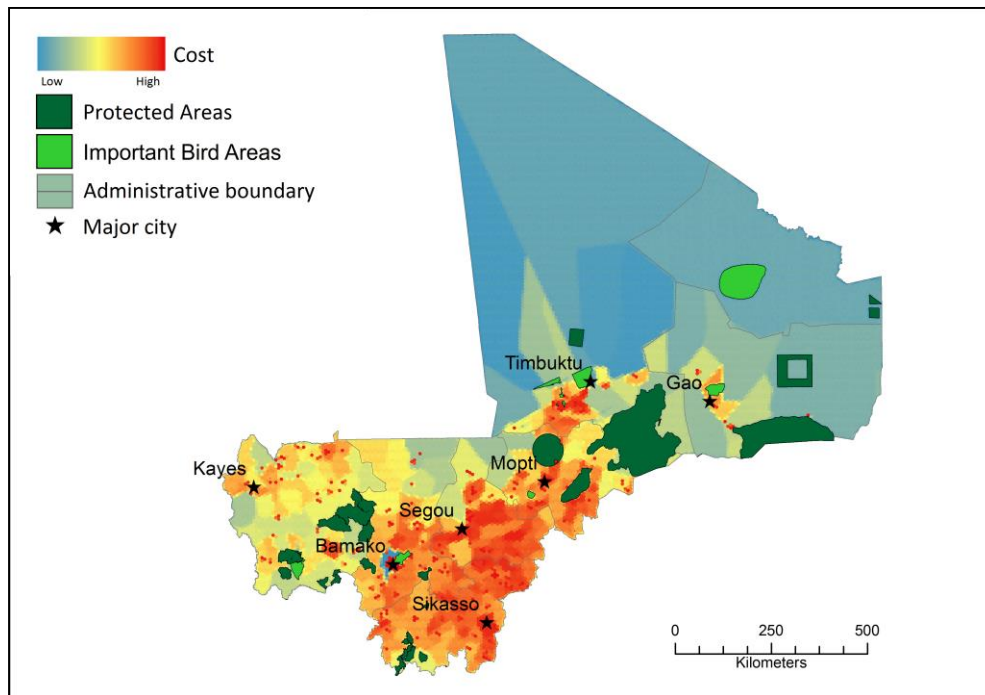 Cost
Low High
Protected Areas
Important Bird Areas
Administrative boundary
Major city
Timbuktu
Gao
Kayes
Mopti
Segou
Bamako
Sikasso
0 250 500
Kilometers